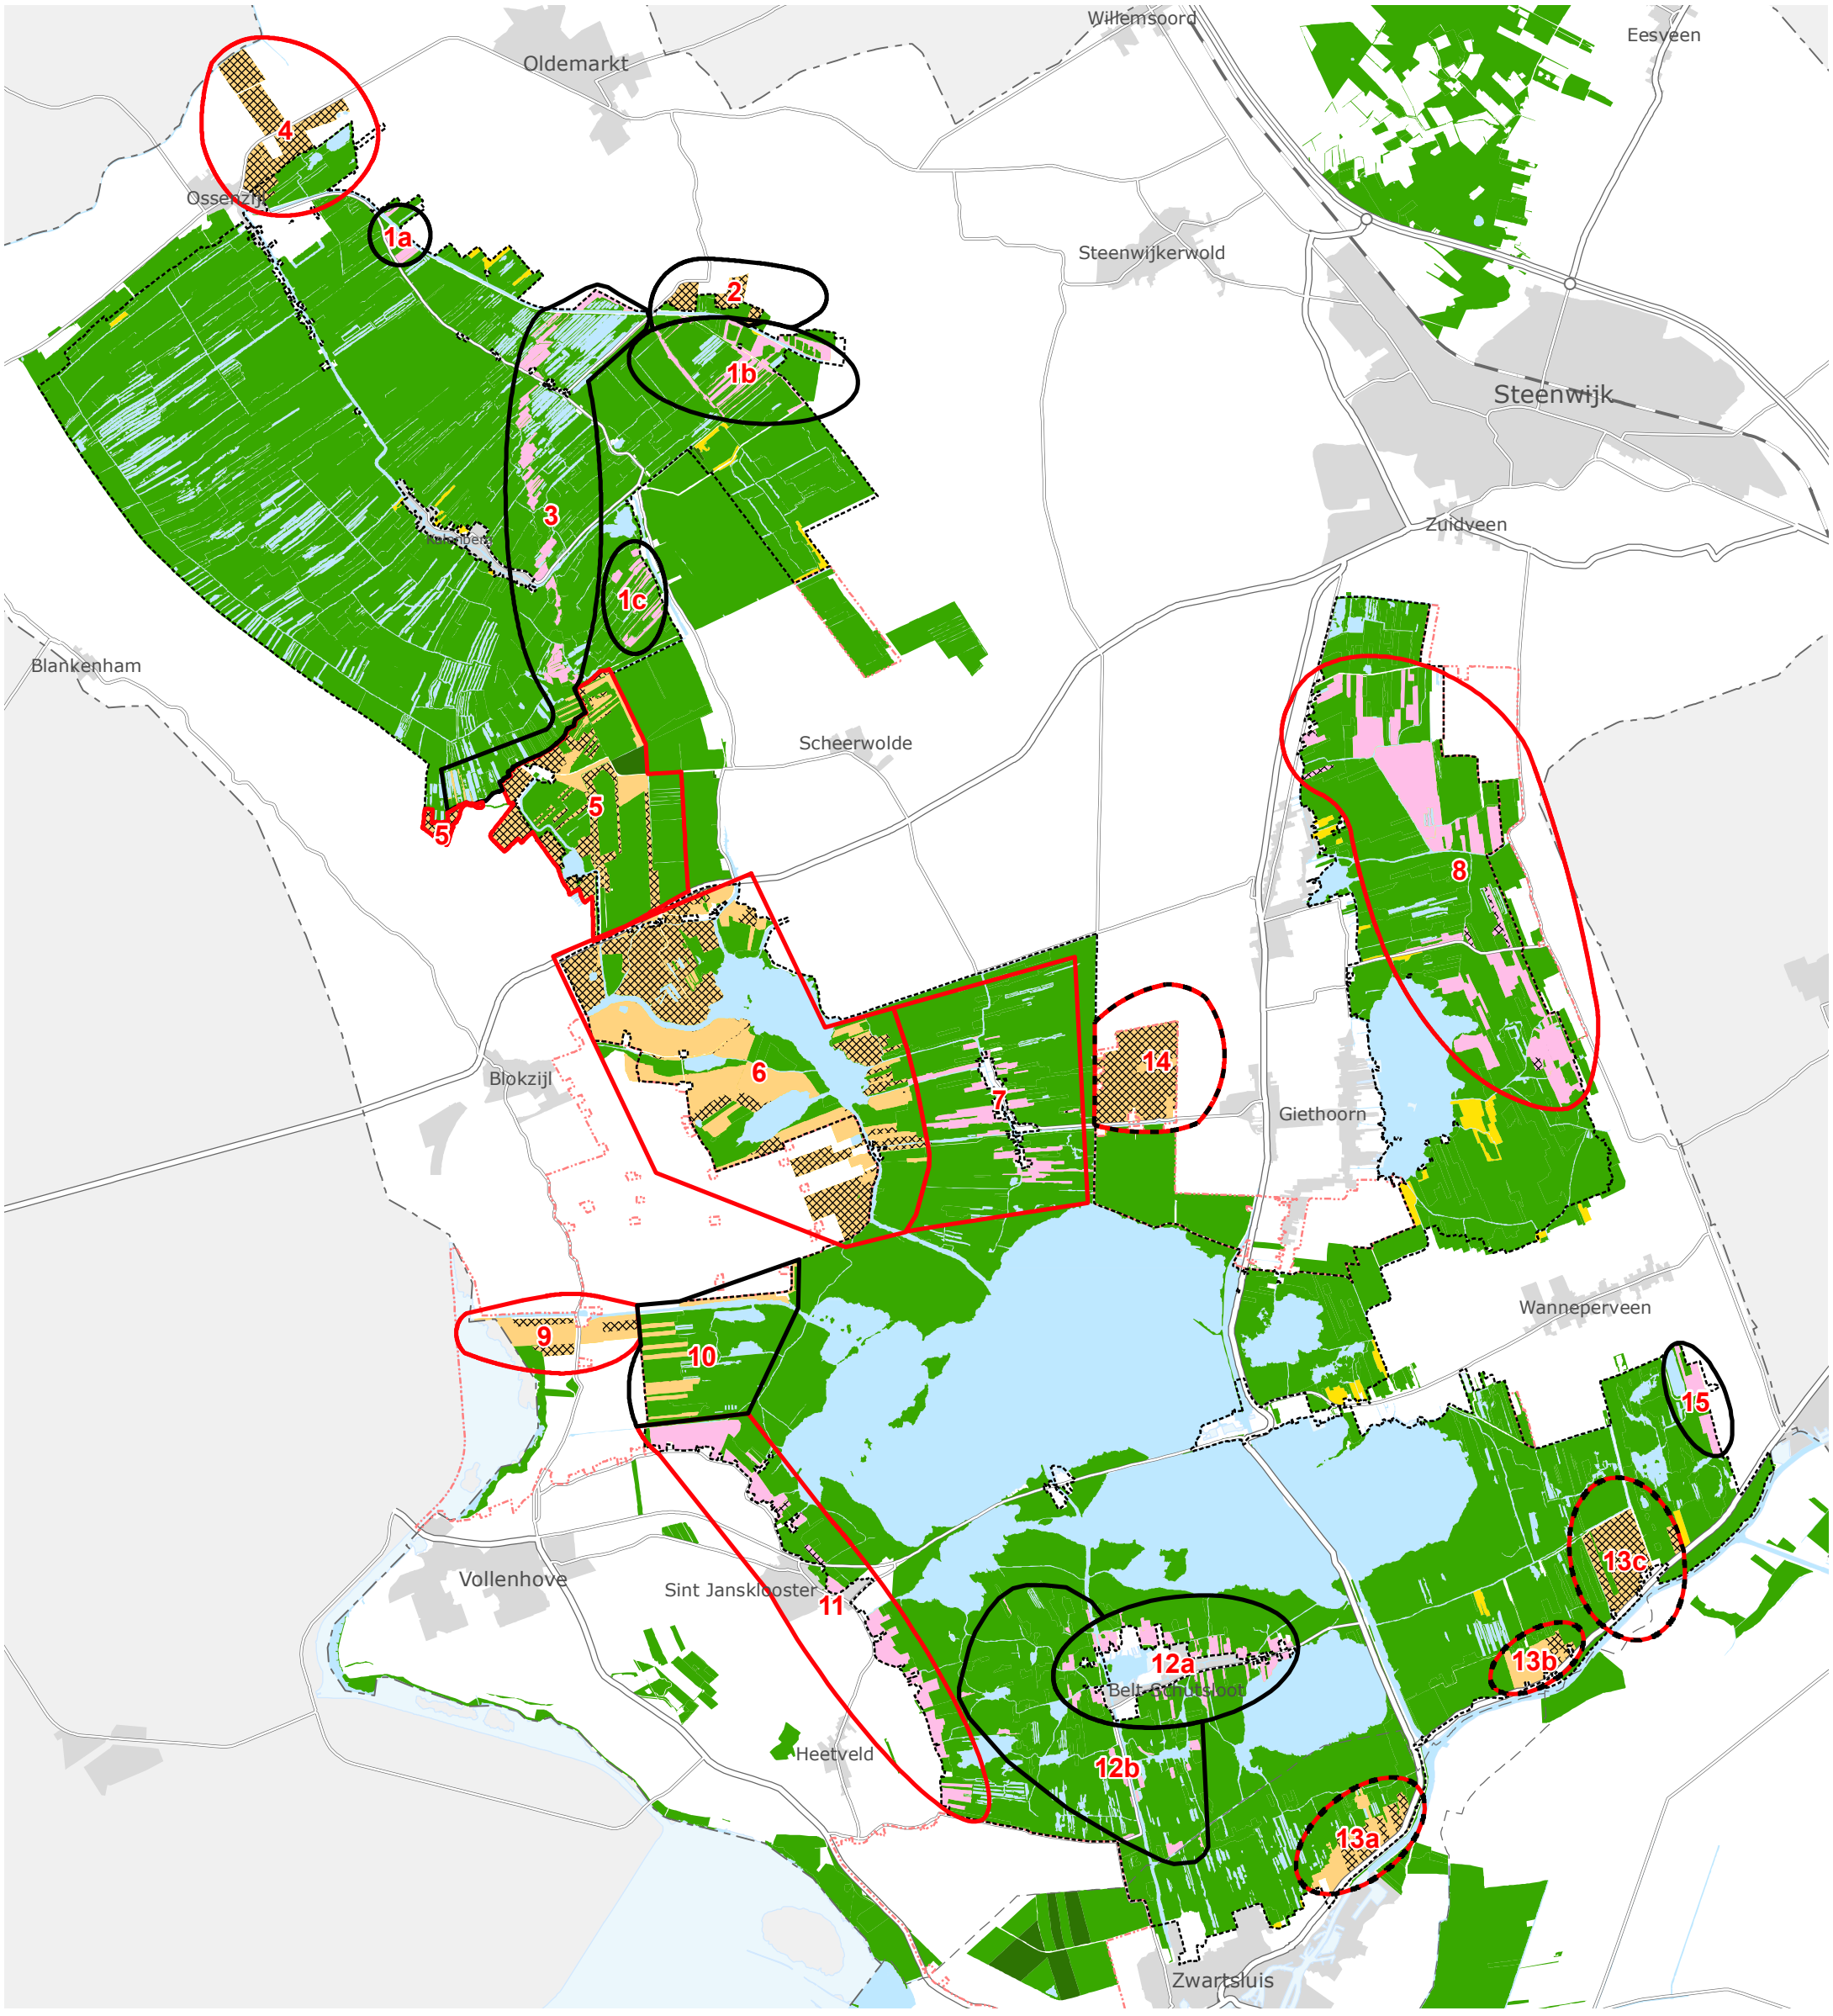 Willemsoord
Eesveen
Oldemarkt
4
Ossenzijl
1a
Steenwijkerwold
2
1b
Steenwijk
3
Zuidveen
Kalenberg
1c
Blankenham
Scheerwolde
5
5
8
14
6
Blokzijl
7
Giethoorn
Wanneperveen
9
10
15
13c
Vollenhove
Sint Jansklooster
11
13b
12a
Belt-Schutsloot
Heetveld
12b
13a
Zwartsluis